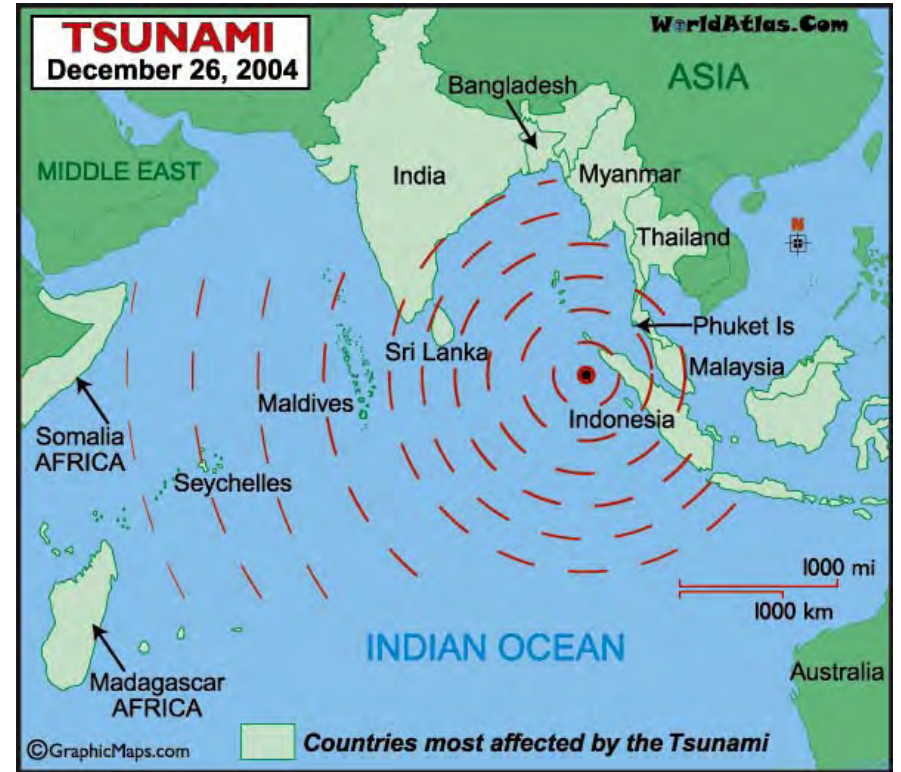 TSUNAMI
December 26, 2004
WorldAtlas.Com
ASIA
Bangladesh
MIDDLE EAST
India
Myanmar
Thailand
N
Phuket Is
Sri Lanka
Malaysia
Maldives
Indonesia
Somalia
AFRICA
Seychelles
1000 mi
1000 km
INDIAN OCEAN
Australia
Madagascar
AFRICA
©GraphicMaps.com
Countries most affected by the Tsunami